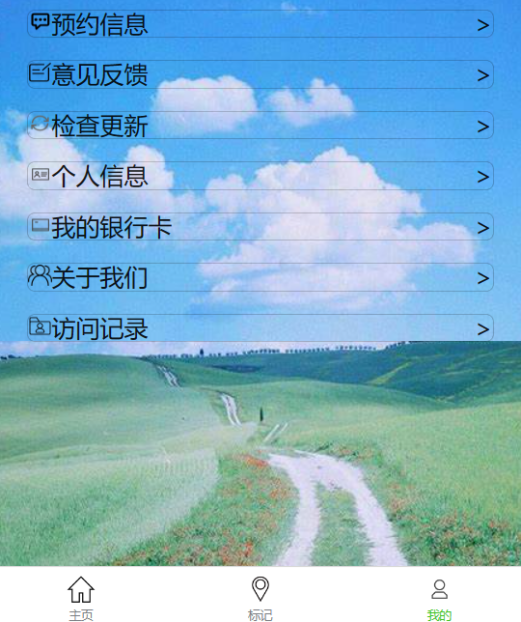 预约信息 >
意见反馈 >
检查更新 >
个人信息 >
我的银行卡 >
关于我们 >
访问记录 >
主页 标记 我的